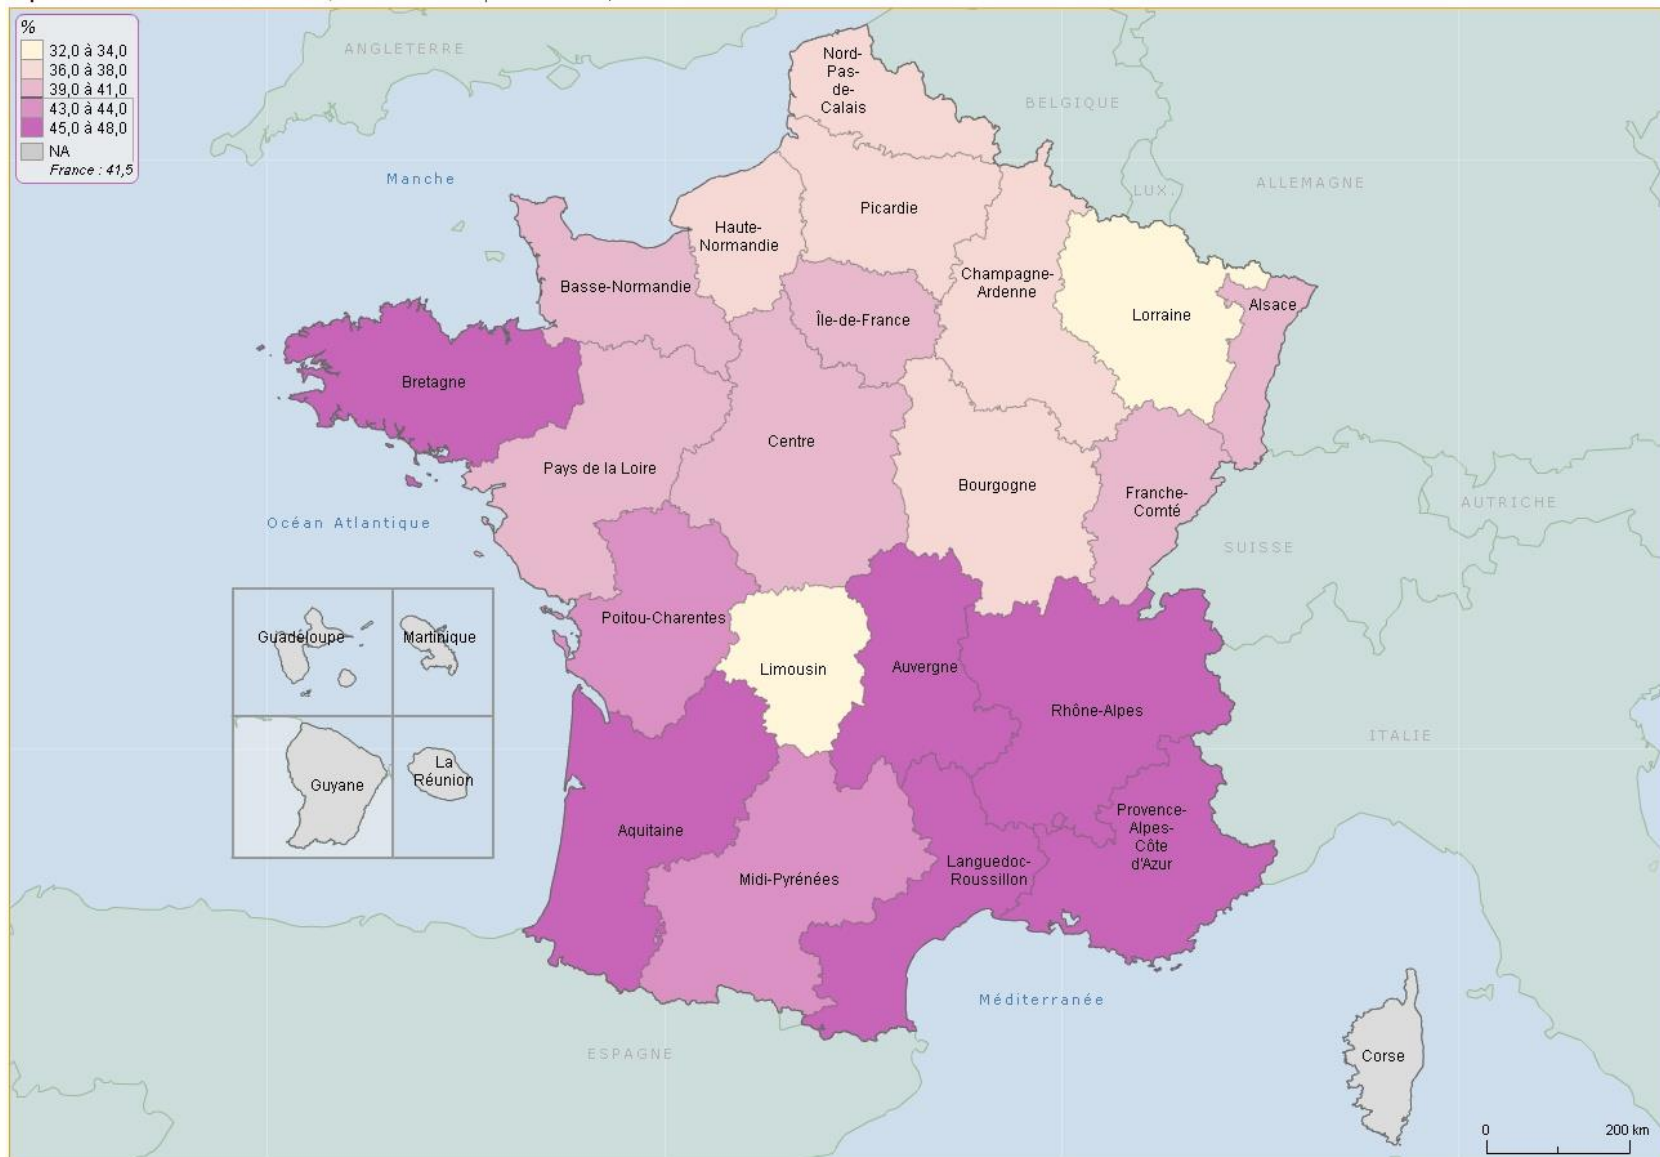 %
32,0 à 34,0
36,0 à 38,0
39,0 à 41,0
43,0 à 44,0
45,0 à 48,0
NA
France : 41,5
ANGLETERRE
Nord-
Pas-
de-
Calais
BELGIQUE
Manche
LUX.
ALLEMAGNE
Picardie
Haute-
Normandie
Basse-Normandie
Champagne-
Ardenne
Île-de-France
Lorraine
Alsace
Bretagne
Centre
Pays de la Loire
Bourgogne
Franche-
Comté
AUTRICHE
Océan Atlantique
SUISSE
Poitou-Charentes
Guadeloupe
Martinique
Limousin
Auvergne
Rhône-Alpes
ITALIE
Guyane
La
Réunion
Aquitaine
Provence-
Alpes-
Côte
d'Azur
Midi-Pyrénées
Languedoc-
Roussillon
Méditerranée
ESPAGNE
Corse
0
200 km